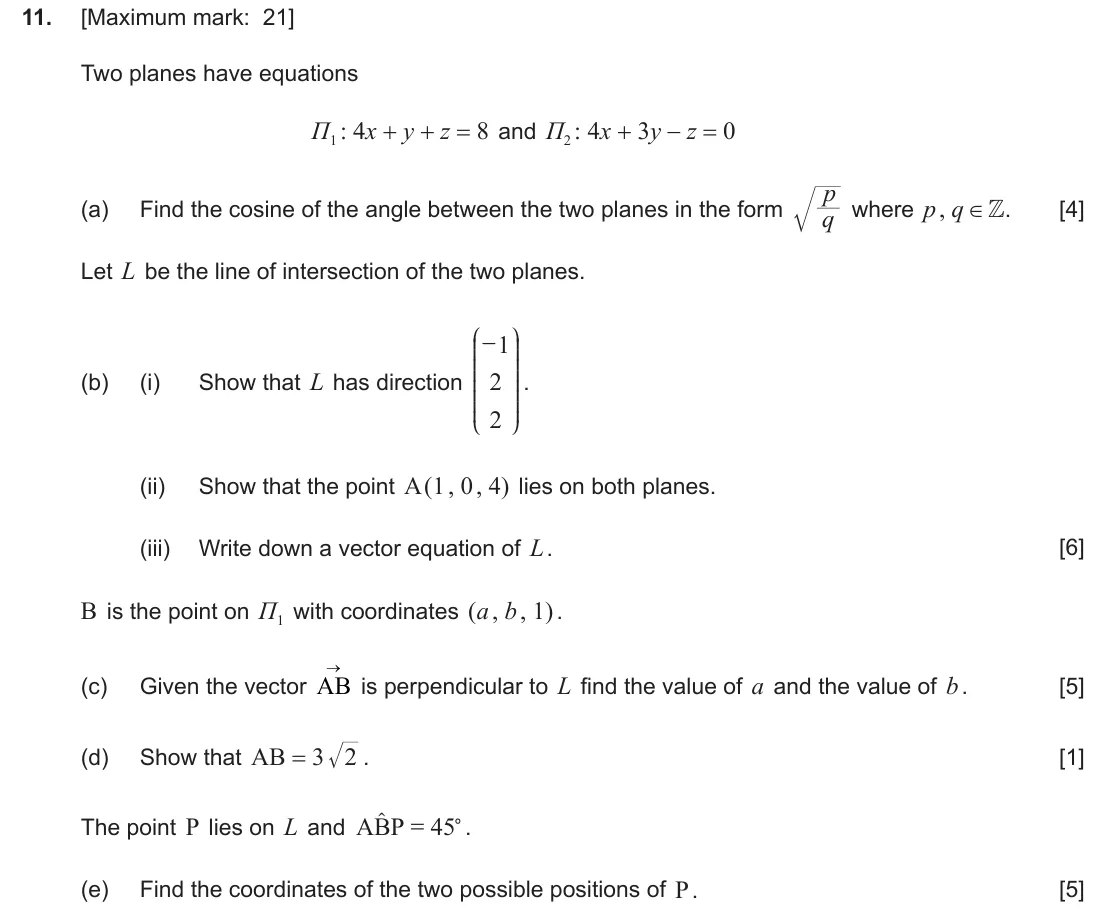 11. [Maximum mark: 21]
Two planes have equations
Π₁ : 4x + y + z = 8 and Π₂ : 4x + 3y − z = 0
(a) Find the cosine of the angle between the two planes in the form √(p/q) where p, q ∈ ℤ. [4]
Let L be the line of intersection of the two planes.
(b) (i) Show that L has direction (−1 2 2).
(ii) Show that the point A(1, 0, 4) lies on both planes.
(iii) Write down a vector equation of L. [6]
B is the point on Π₁ with coordinates (a, b, 1).
(c) Given the vector A⃗B⃗ is perpendicular to L find the value of a and the value of b. [5]
(d) Show that AB = 3√2. [1]
The point P lies on L and AB̂P = 45°.
(e) Find the coordinates of the two possible positions of P. [5]